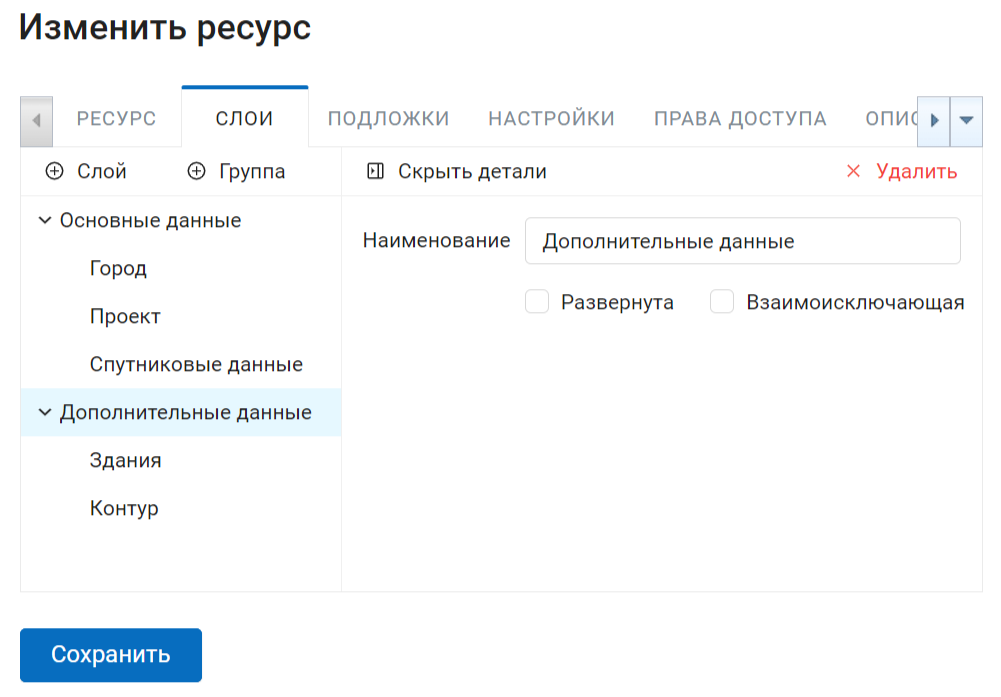 Изменить ресурс
РЕСУРС СЛОИ ПОДЛОЖКИ НАСТРОЙКИ ПРАВА ДОСТУПА ОПИС
Слой Группа Скрыть детали Удалить
Основные данные
Наименование Дополнительные данные
Город
Развернута Взаимоисключающая
Проект
Спутниковые данные
Дополнительные данные
Здания
Контур
Сохранить